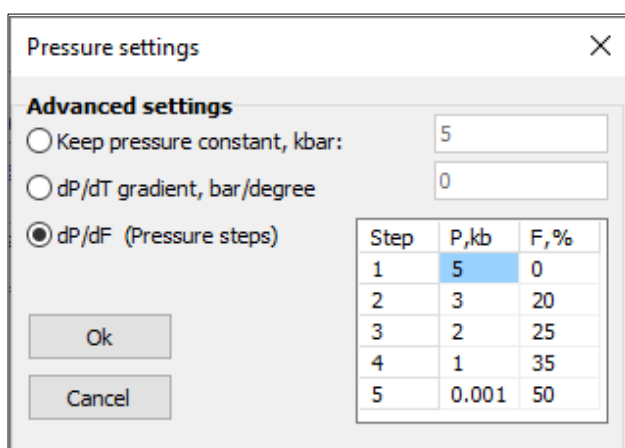 Pressure settings
Advanced settings
Keep pressure constant, kbar: 5
dP/dT gradient, bar/degree 0
dP/dF (Pressure steps)
Step P,kb F,%
1 5 0
2 3 20
3 2 25
4 1 35
5 0.001 50
Ok
Cancel